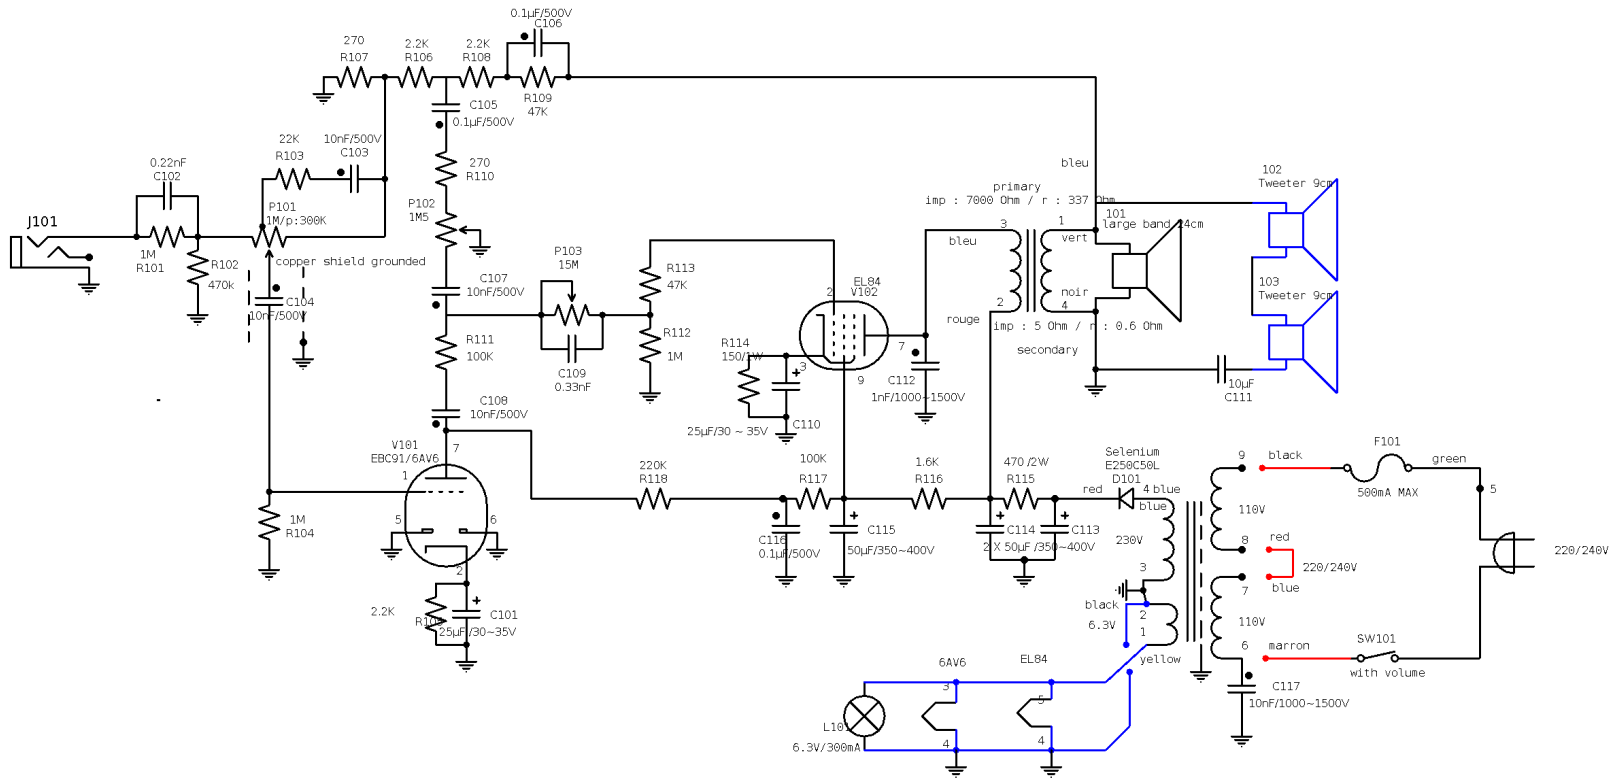 0.1µF/500V
C106
270
R107
2.2K
R106
2.2K
R108
R109
47K
C105
0.1µF/500V
22K
R103
10nF/500V
C103
0.22nF
C102
270
R110
P101
1M/p:300K
P102
1M5
J101
1M
R101
R102
470k
copper shield grounded
C104
10nF/500V
C107
10nF/500V
P103
15M
R113
47K
R111
100K
C109
0.33nF
R112
1M
EL84
V102
2
7
3
9
R114
150/1W
C110
25µF/30 ~ 35V
C112
1nF/1000~1500V
bleu
primary
imp : 7000 Ohm / r : 337 Ohm
3
bleu
1
vert
101
large band 24cm
2
rouge
noir
4
imp : 5 Ohm / r : 0.6 Ohm
secondary
102
Tweeter 9cm
103
Tweeter 9cm
10µF
C111
C108
10nF/500V
V101
EBC91/6AV6
7
1
5
6
2
1M
R104
2.2K
R105
C101
25µF/30~35V
220K
R118
100K
R117
1.6K
R116
470 /2W
R115
C116
0.1µF/500V
C115
50µF/350~400V
C114
C113
2 X 50µF /350~400V
Selenium
E250C50L
D101
red
4 blue
blue
230V
3
black
2
6.3V
1
yellow
9
black
110V
8
red
220/240V
7
blue
110V
6
marron
F101
500mA MAX
green
5
220/240V
SW101
with volume
C117
10nF/1000~1500V
6AV6
3
4
EL84
5
4
L101
6.3V/300mA